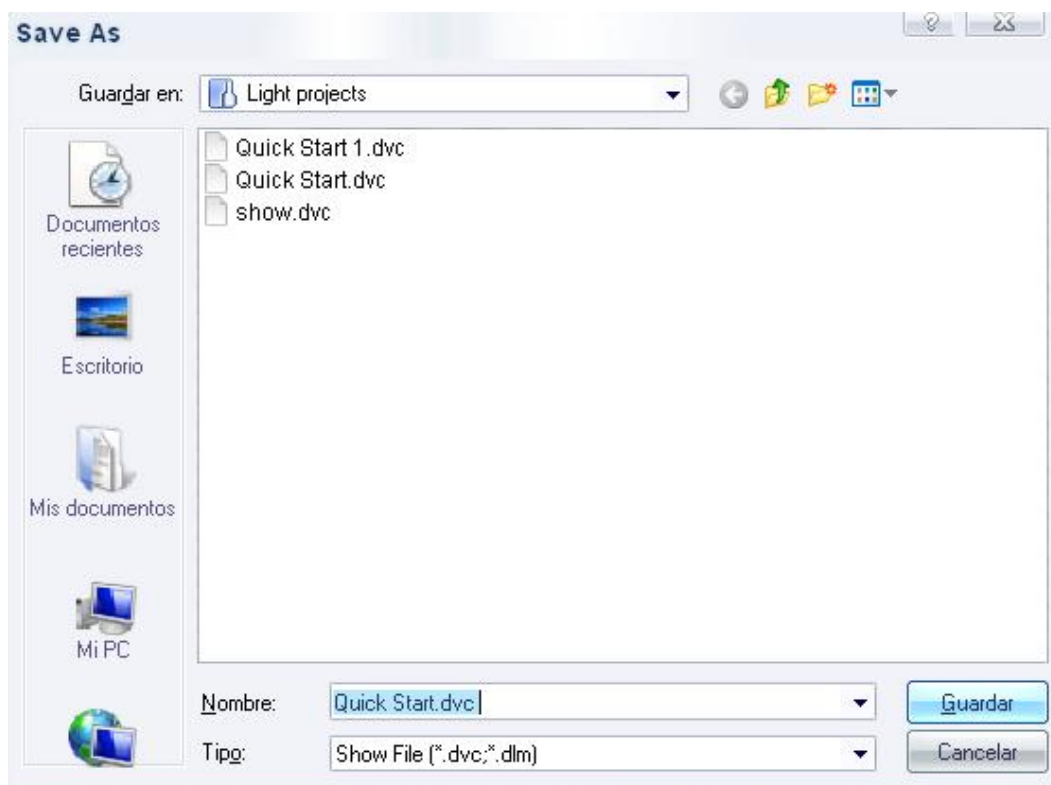 Save As
Guardar en:
Light projects
Quick Start 1.dvc
Quick Start.dvc
show.dvc
Documentos
recientes
Escritorio
Mis documentos
Mi PC
Nombre:
Quick Start.dvc
Guardar
Tipo:
Show File (*.dvc;*.dlm)
Cancelar